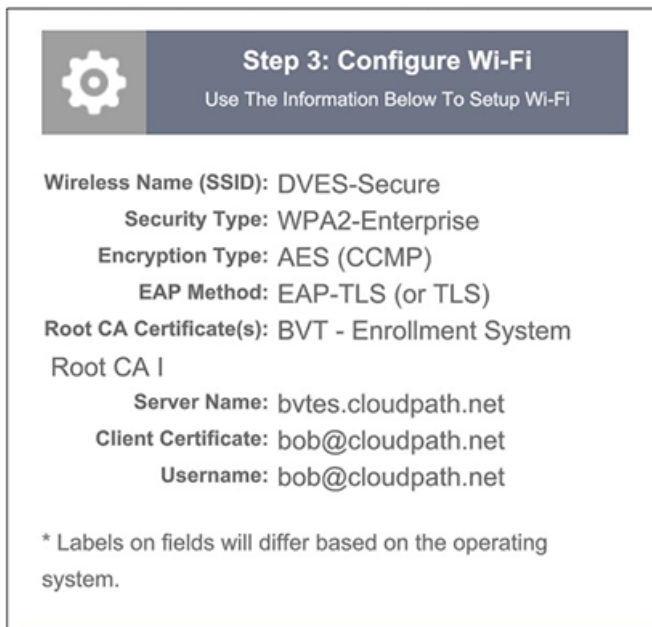 Step 3: Configure Wi-Fi
Use The Information Below To Setup Wi-Fi
Wireless Name (SSID): DVES-Secure
Security Type: WPA2-Enterprise
Encryption Type: AES (CCMP)
EAP Method: EAP-TLS (or TLS)
Root CA Certificate(s): BVT - Enrollment System
Root CA I
Server Name: bvtes.cloudpath.net
Client Certificate: bob@cloudpath.net
Username: bob@cloudpath.net
* Labels on fields will differ based on the operating
system.